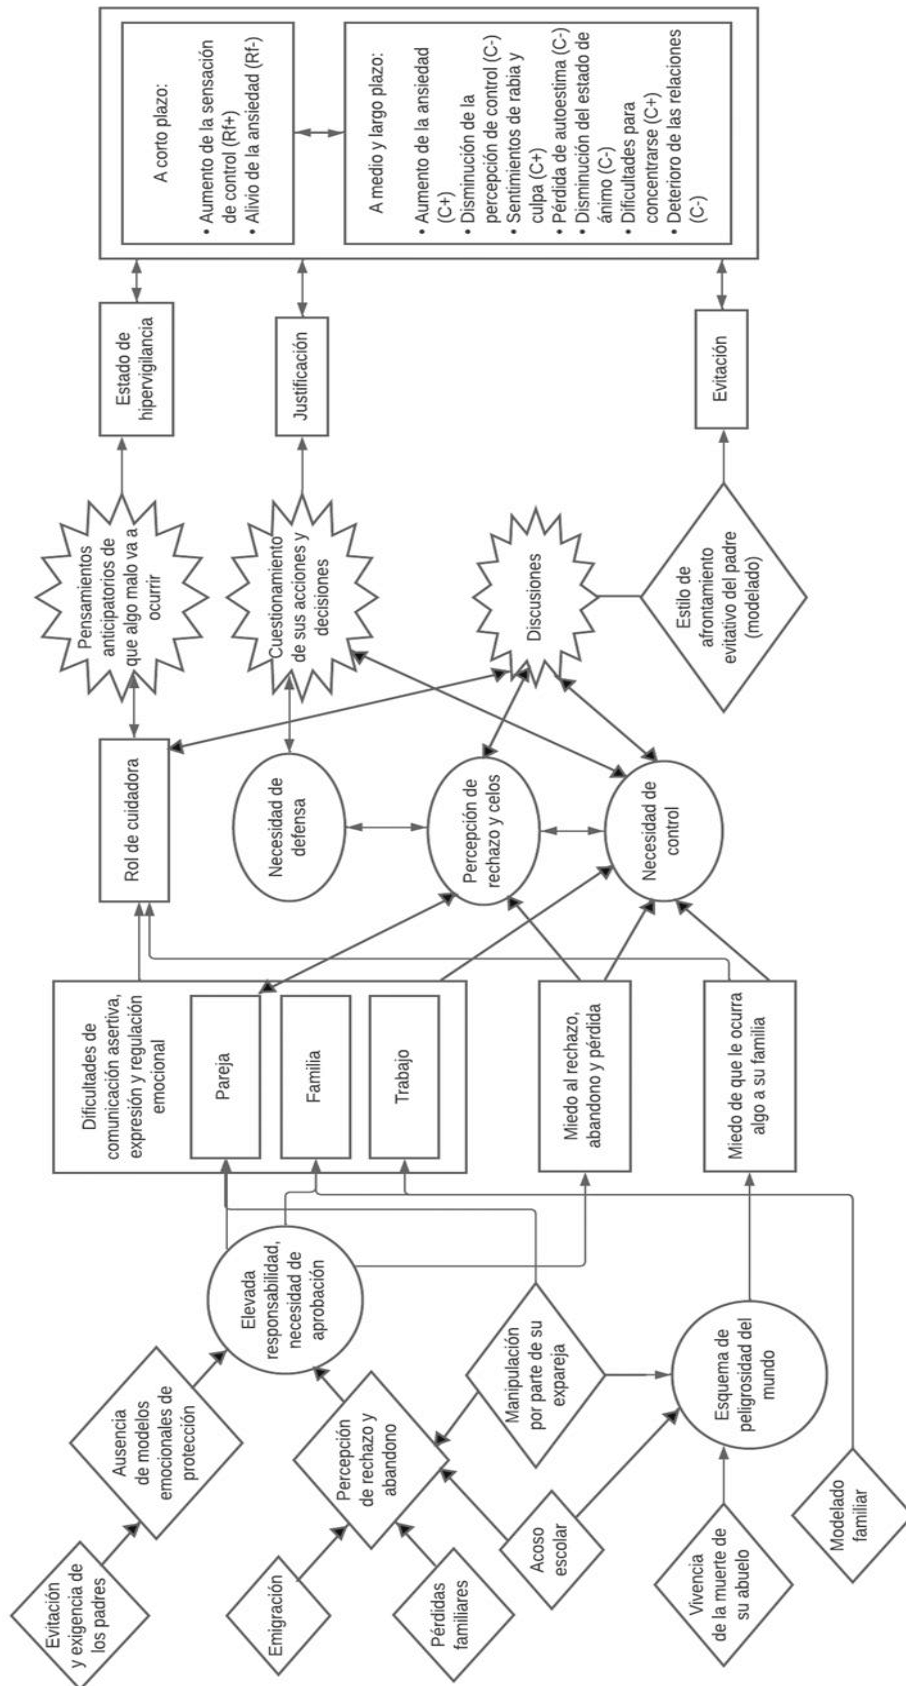 Evitación
y exigencia de
los padres
Ausencia
de modelos
emocionales de
protección
Emigración
Percepción
de rechazo y
abandono
Pérdidas
familiares
Acoso
escolar
Vivencia
de la muerte de
su abuelo
Modelado
familiar
Elevada
responsabilidad,
necesidad de
aprobación
Manipulación
por parte de su
expareja
Esquema de
peligrosidad del
mundo
Dificultades de
comunicación asertiva,
expresión y regulación
emocional
Pareja
Familia
Trabajo
Miedo al rechazo,
abandono y pérdida
Miedo de que le ocurra
algo a su familia
Rol de cuidadora
Necesidad de
defensa
Percepción de
rechazo y celos
Necesidad de
control
Pensamientos
anticipatorios de
que algo malo va a
ocurrir
Cuestionamiento
de sus acciones y
decisiones
Discusiones
Estilo de
afrontamiento
evitativo del padre
(modelado)
Estado de
hipervigilancia
Justificación
Evitación
A corto plazo:
• Aumento de la sensación
de control (Rf+)
• Alivio de la ansiedad (Rf-)
A medio y largo plazo:
• Aumento de la ansiedad
(C+)
• Disminución de la
percepción de control (C-)
• Sentimientos de rabia y
culpa (C+)
• Pérdida de autoestima (C-)
• Disminución del estado de
ánimo (C-)
• Dificultades para
concentrarse (C+)
• Deterioro de las relaciones
(C-)